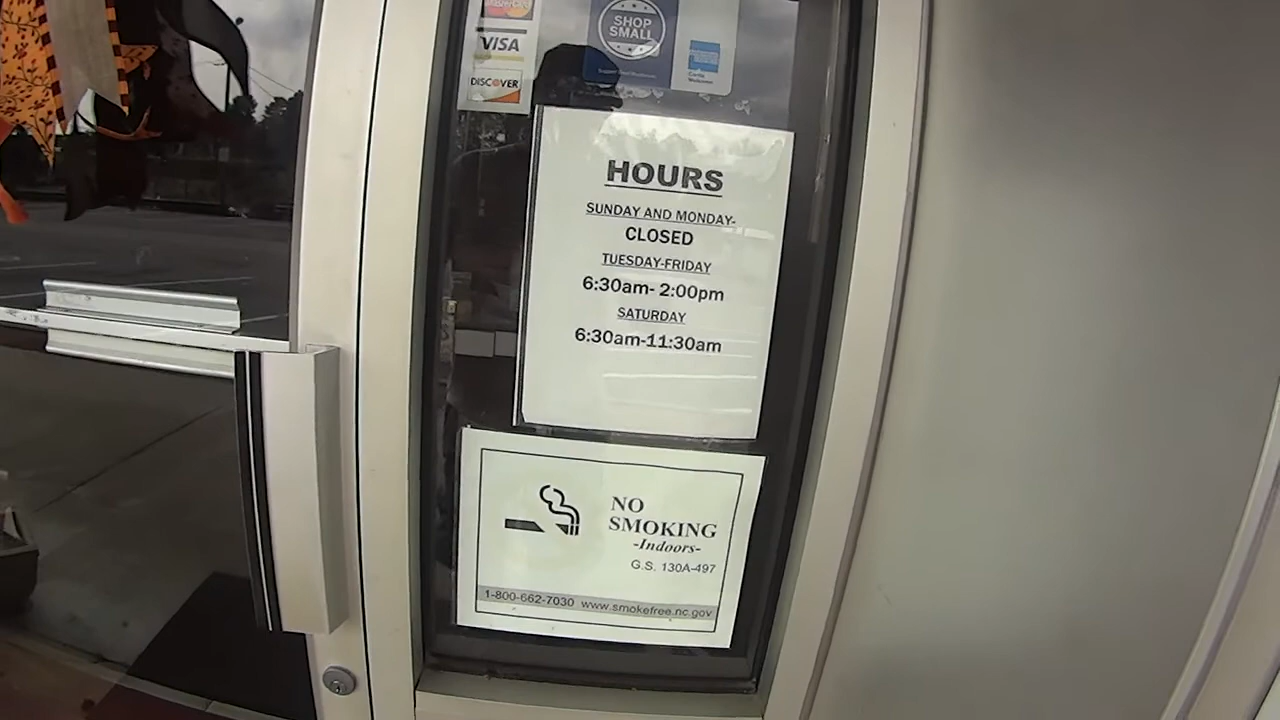 MasterCard
VISA
DISCOVER
SHOP
SMALL
HOURS
SUNDAY AND MONDAY-
CLOSED
TUESDAY-FRIDAY
6:30am- 2:00pm
SATURDAY
6:30am-11:30am
NO
SMOKING
-Indoors-
G.S. 130A-497
1-800-662-7030 www.smokefree.nc.gov